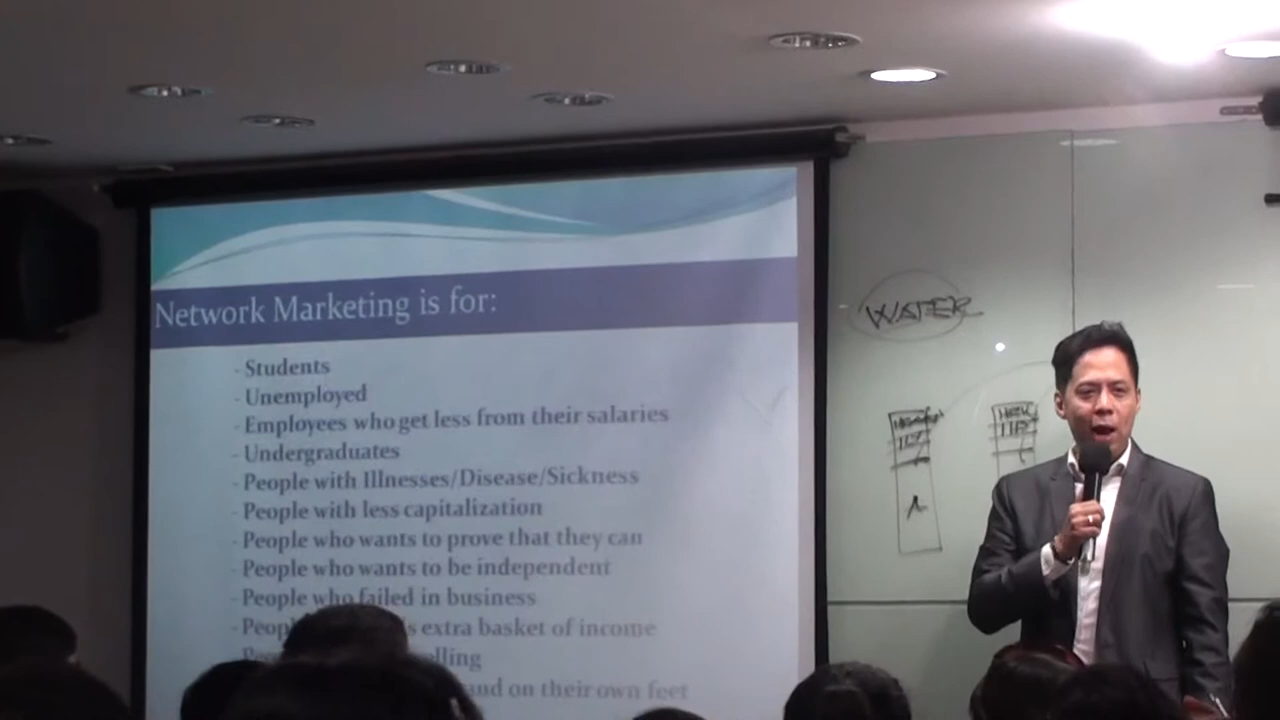 Network Marketing is for:
- Students
- Unemployed
- Employees who get less from their salaries
- Undergraduates
- People with Illnesses/Disease/Sickness
- People with less capitalization
- People who wants to prove that they can
- People who wants to be independent
- People who failed in business
- Peopl s extra basket of income
lling
and on their own feet
WATER